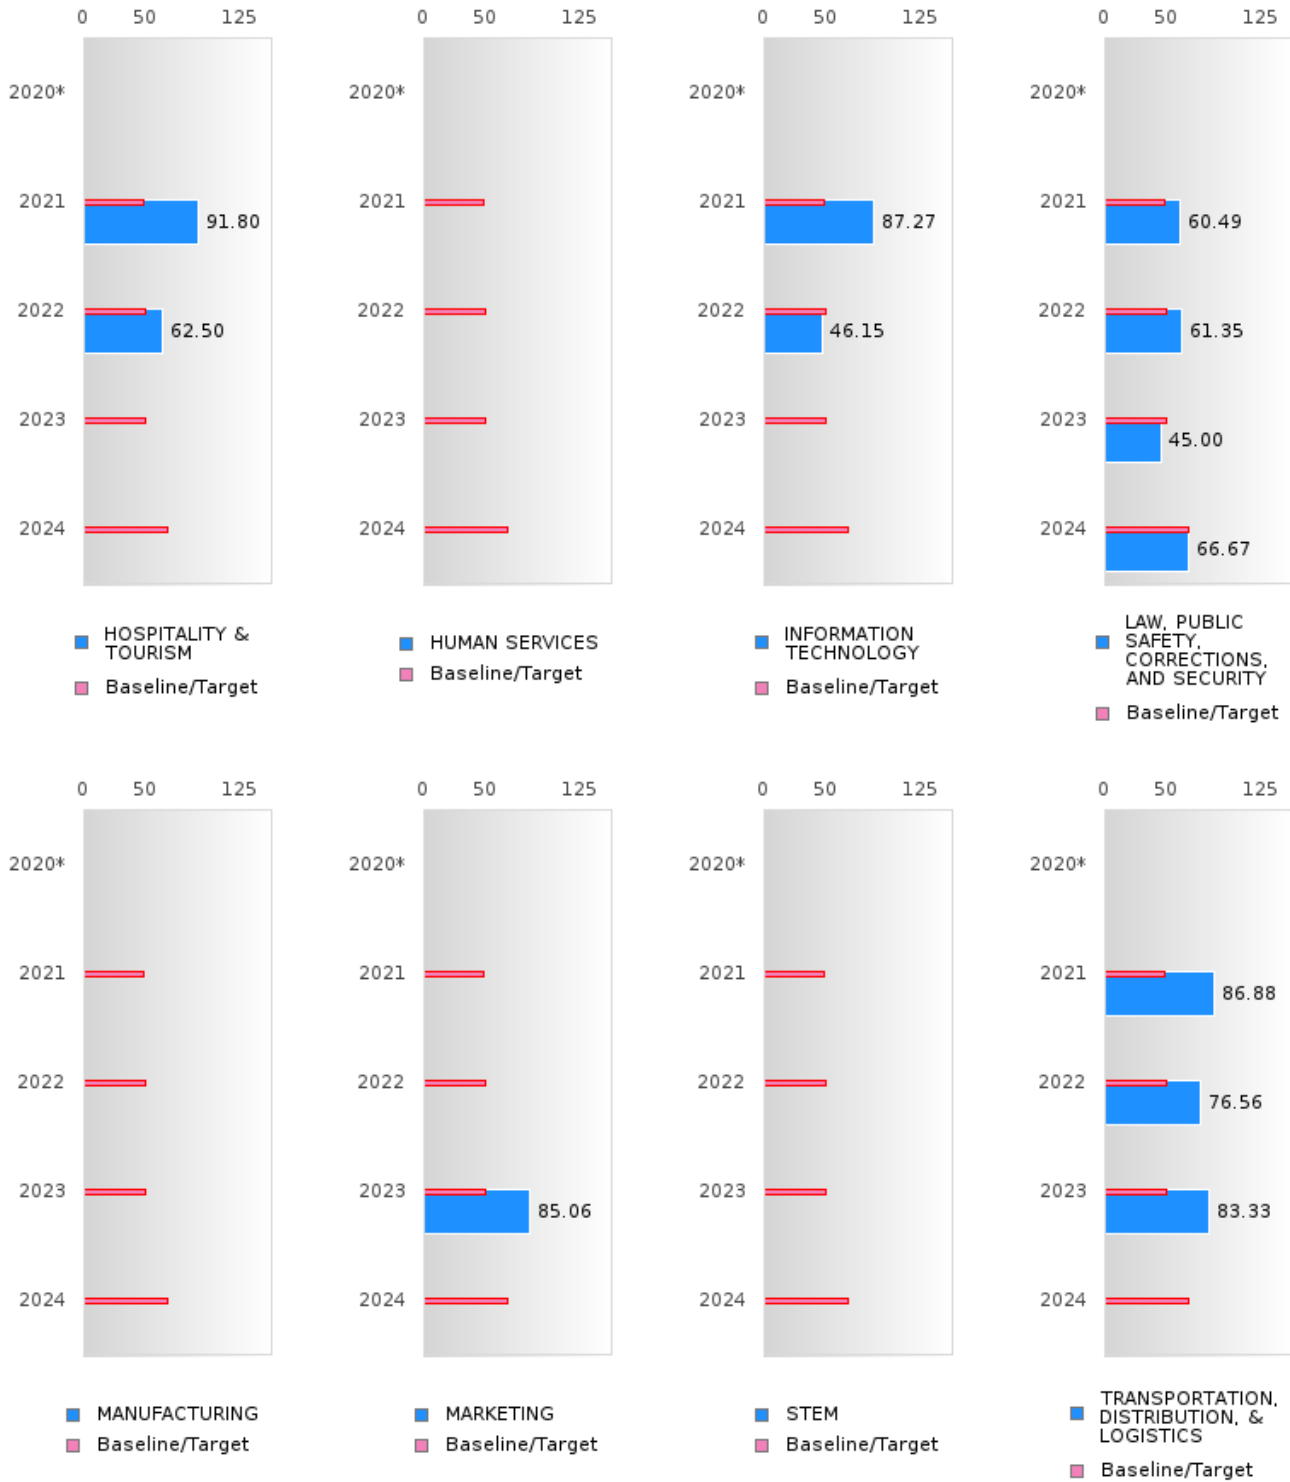 0 50 125
2020*
2021
91.80
2022
62.50
2023
2024
HOSPITALITY &
TOURISM
Baseline/Target
0 50 125
2020*
2021
2022
2023
2024
HUMAN SERVICES
Baseline/Target
0 50 125
2020*
2021
87.27
2022
46.15
2023
2024
INFORMATION
TECHNOLOGY
Baseline/Target
0 50 125
2020*
2021
60.49
2022
61.35
2023
45.00
2024
66.67
LAW, PUBLIC
SAFETY,
CORRECTIONS,
AND SECURITY
Baseline/Target
0 50 125
2020*
2021
2022
2023
2024
MANUFACTURING
Baseline/Target
0 50 125
2020*
2021
2022
2023
85.06
2024
MARKETING
Baseline/Target
0 50 125
2020*
2021
2022
2023
2024
STEM
Baseline/Target
0 50 125
2020*
2021
86.88
2022
76.56
2023
83.33
2024
TRANSPORTATION,
DISTRIBUTION, &
LOGISTICS
Baseline/Target